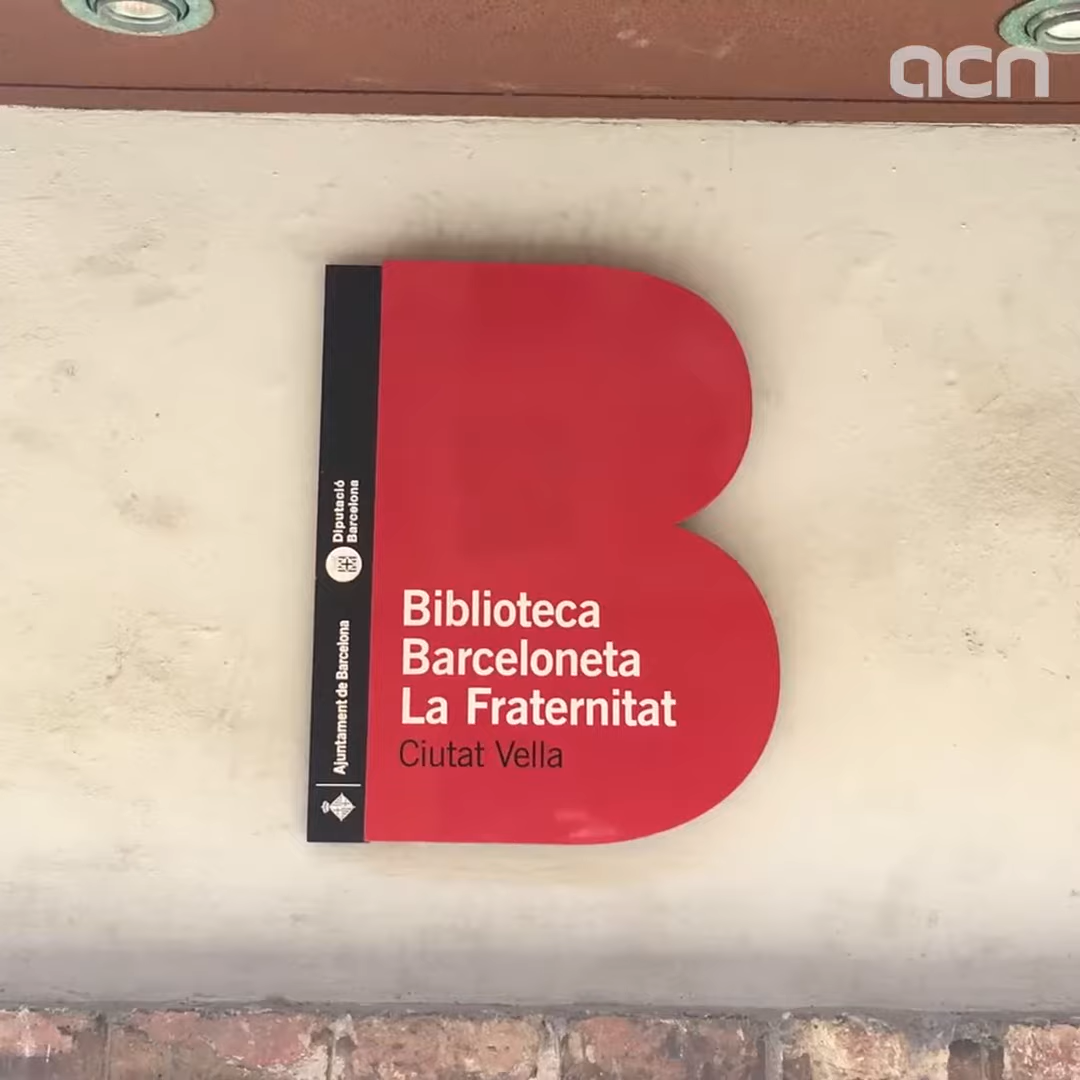 acn
Diputació
Barcelona
Ajuntament de Barcelona
Biblioteca
Barceloneta
La Fraternitat
Ciutat Vella